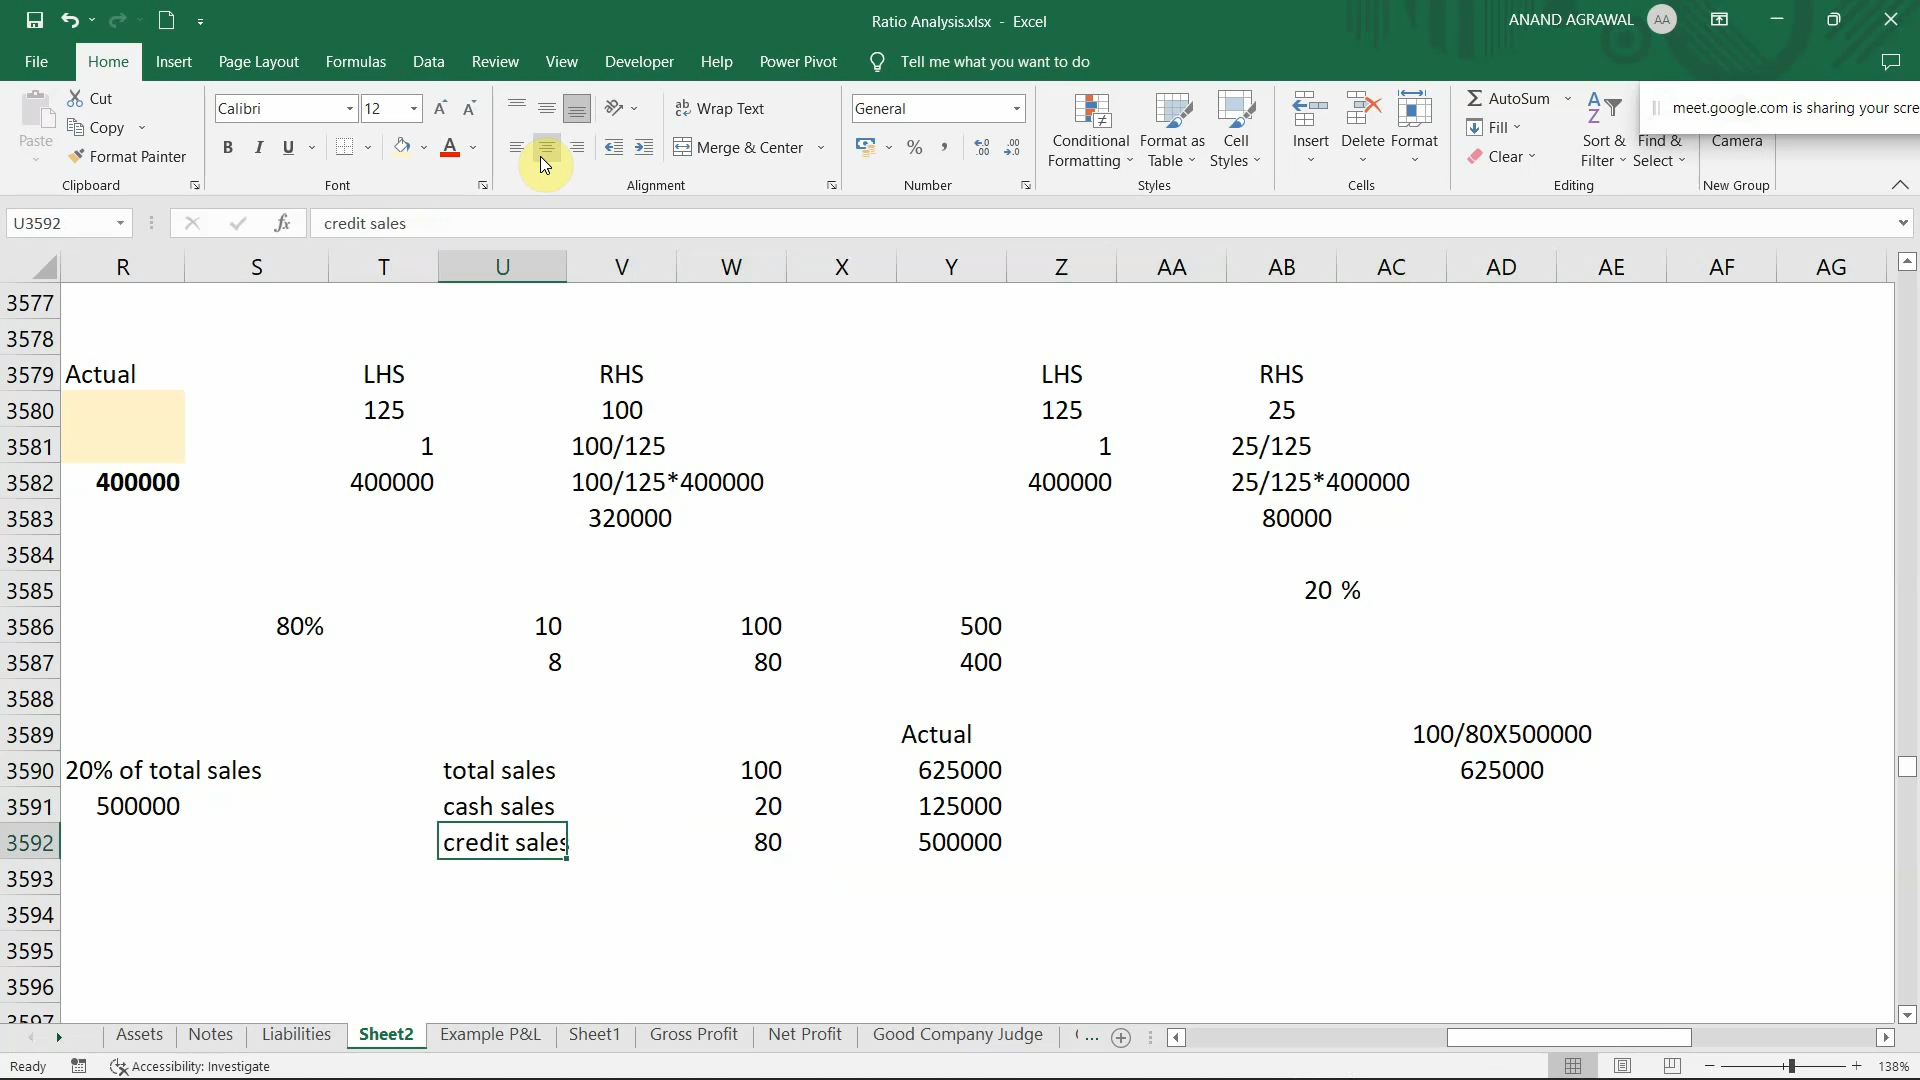 Ratio Analysis.xlsx - Excel
ANAND AGRAWAL AA
File Home Insert Page Layout Formulas Data Review View Developer Help Power Pivot Tell me what you want to do
Paste Cut Copy Format Painter Clipboard
Calibri 12 B I U A Font
Wrap Text Merge & Center Alignment
General % , Number
Conditional Formatting Format as Table Cell Styles Styles
Insert Delete Format Cells
AutoSum Fill Clear Sort & Filter Find & Select Editing
meet.google.com is sharing your scre
Camera New Group
U3592 fx credit sales
R S T U V W X Y Z AA AB AC AD AE AF AG
3577
3578
3579 Actual LHS RHS LHS RHS
3580 125 100 125 25
3581 1 100/125 1 25/125
3582 400000 400000 100/125*400000 400000 25/125*400000
3583 320000 80000
3584
3585 20 %
3586 80% 10 100 500
3587 8 80 400
3588
3589 Actual 100/80X500000
3590 20% of total sales total sales 100 625000 625000
3591 500000 cash sales 20 125000
3592 credit sales 80 500000
3593
3594
3595
3596
3597
Assets Notes Liabilities Sheet2 Example P&L Sheet1 Gross Profit Net Profit Good Company Judge ...
Ready Accessibility: Investigate 138%